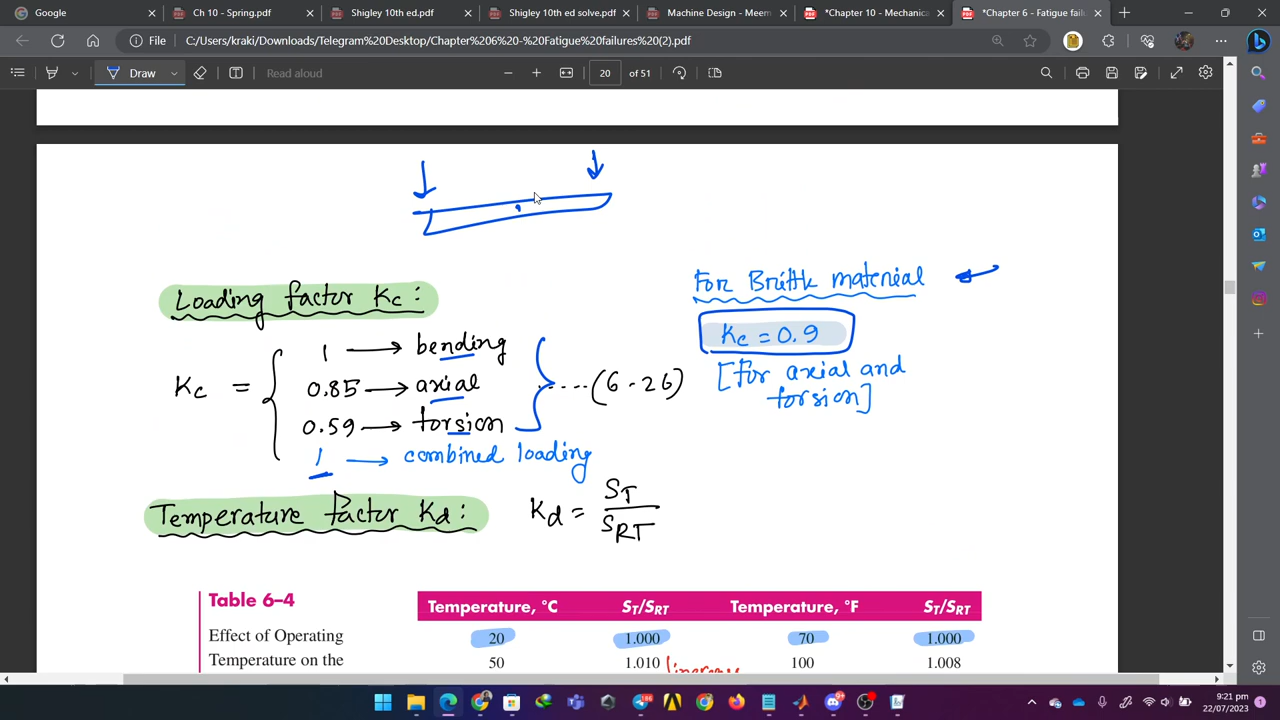 Google
Ch 10 - Spring.pdf
Shigley 10th ed.pdf
Shigley 10th ed solve.pdf
Machine Design - Meem
*Chapter 10 - Mechanica
*Chapter 6 - Fatigue failu
File
C:/Users/kraki/Downloads/Telegram%20Desktop/Chapter%206%20-%20Fatigue%20failures%20(2).pdf
Draw
Read aloud
20 of 51
Loading factor Kc :
For Brittle material
Kc = 0.9
[For axial and
torsion]
Kc =
1 → bending
0.85 → axial
0.59 → torsion
.....(6-26)
1 → combined loading
Temperature Factor Kd :
Kd = ST / SRT
Table 6–4
Temperature, °C ST/SRT Temperature, °F ST/SRT
Effect of Operating
20 1.000 70 1.000
Temperature on the
50 1.010 increase 100 1.008
9:21 pm
22/07/2023